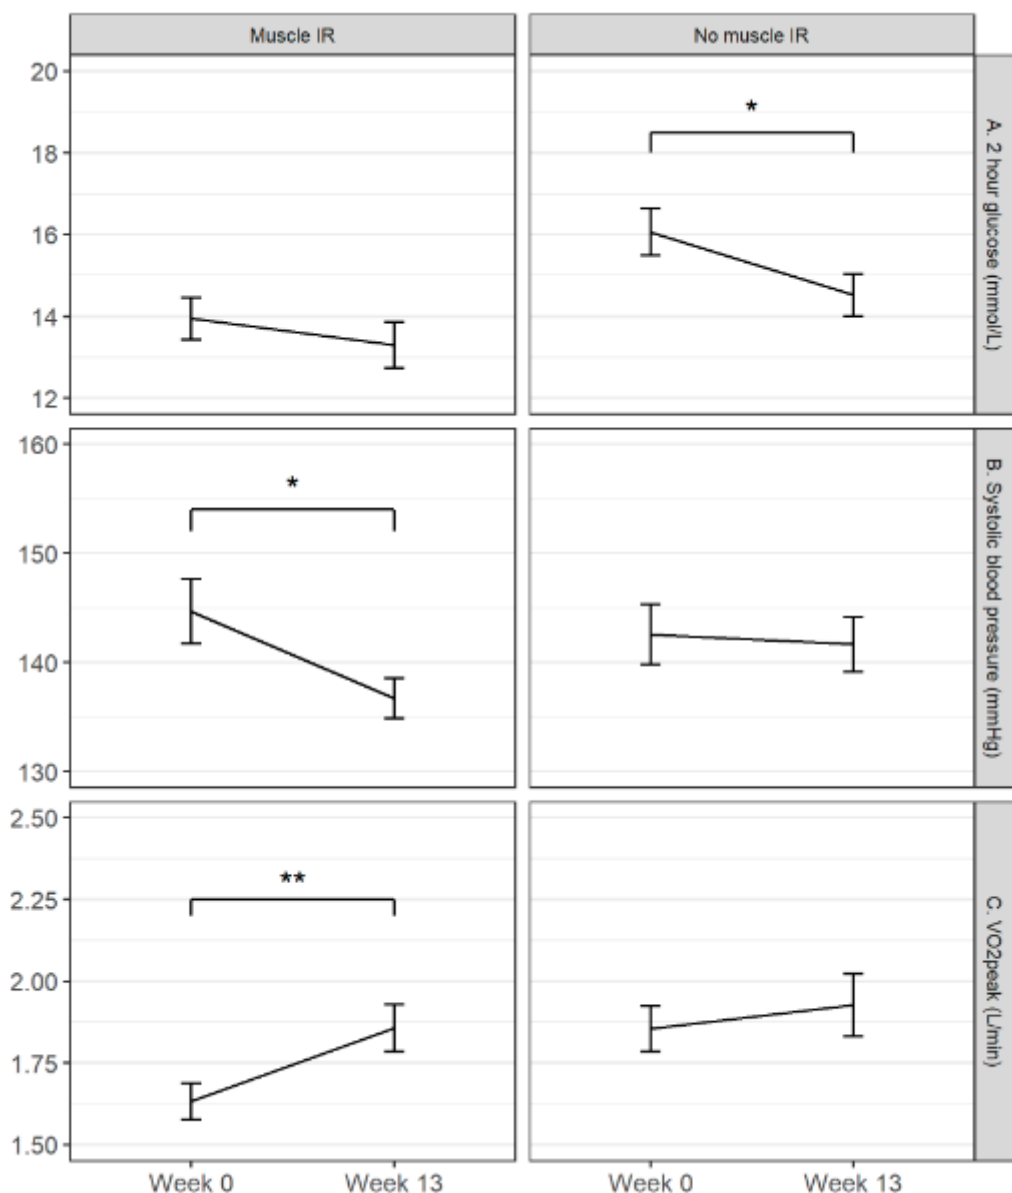 Muscle IR
No muscle IR
20
18
16
14
12
*
A. 2 hour glucose (mmol/L)
160
150
140
130
*
B. Systolic blood pressure (mmHg)
2.50
2.25
2.00
1.75
1.50
**
C. VO2peak (L/min)
Week 0
Week 13
Week 0
Week 13